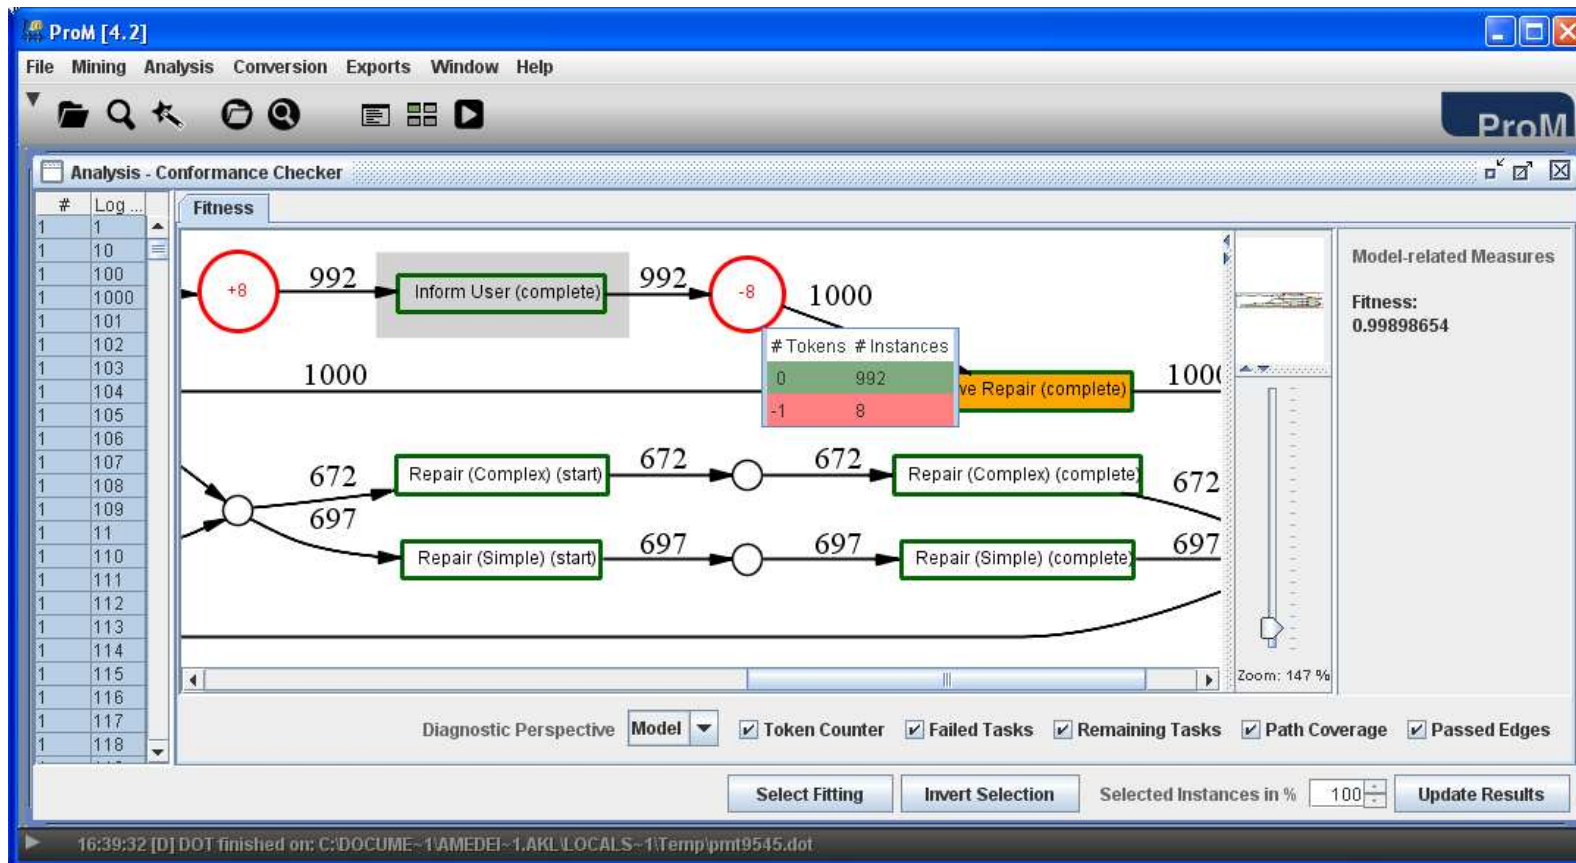 ProM [4.2]
File Mining Analysis Conversion Exports Window Help
ProM
Analysis - Conformance Checker
# Log ...
Fitness
1 1
1 10
1 100
1 1000
1 101
1 102
1 103
1 104
1 105
1 106
1 107
1 108
1 109
1 11
1 110
1 111
1 112
1 113
1 114
1 115
1 116
1 117
1 118
+8 992 Inform User (complete) 992 -8 1000
# Tokens # Instances
0 992
-1 8
1000 ve Repair (complete) 1000
672 Repair (Complex) (start) 672 672 Repair (Complex) (complete) 672
697 Repair (Simple) (start) 697 697 Repair (Simple) (complete) 697
Zoom: 147 %
Model-related Measures
Fitness:
0.99898654
Diagnostic Perspective Model Token Counter Failed Tasks Remaining Tasks Path Coverage Passed Edges
Select Fitting Invert Selection Selected Instances in % 100 Update Results
16:39:32 [D] DOT finished on: C:\DOCUME~1\AMEDEI~1.AKL\LOCALS~1\Temp\pmt9545.dot